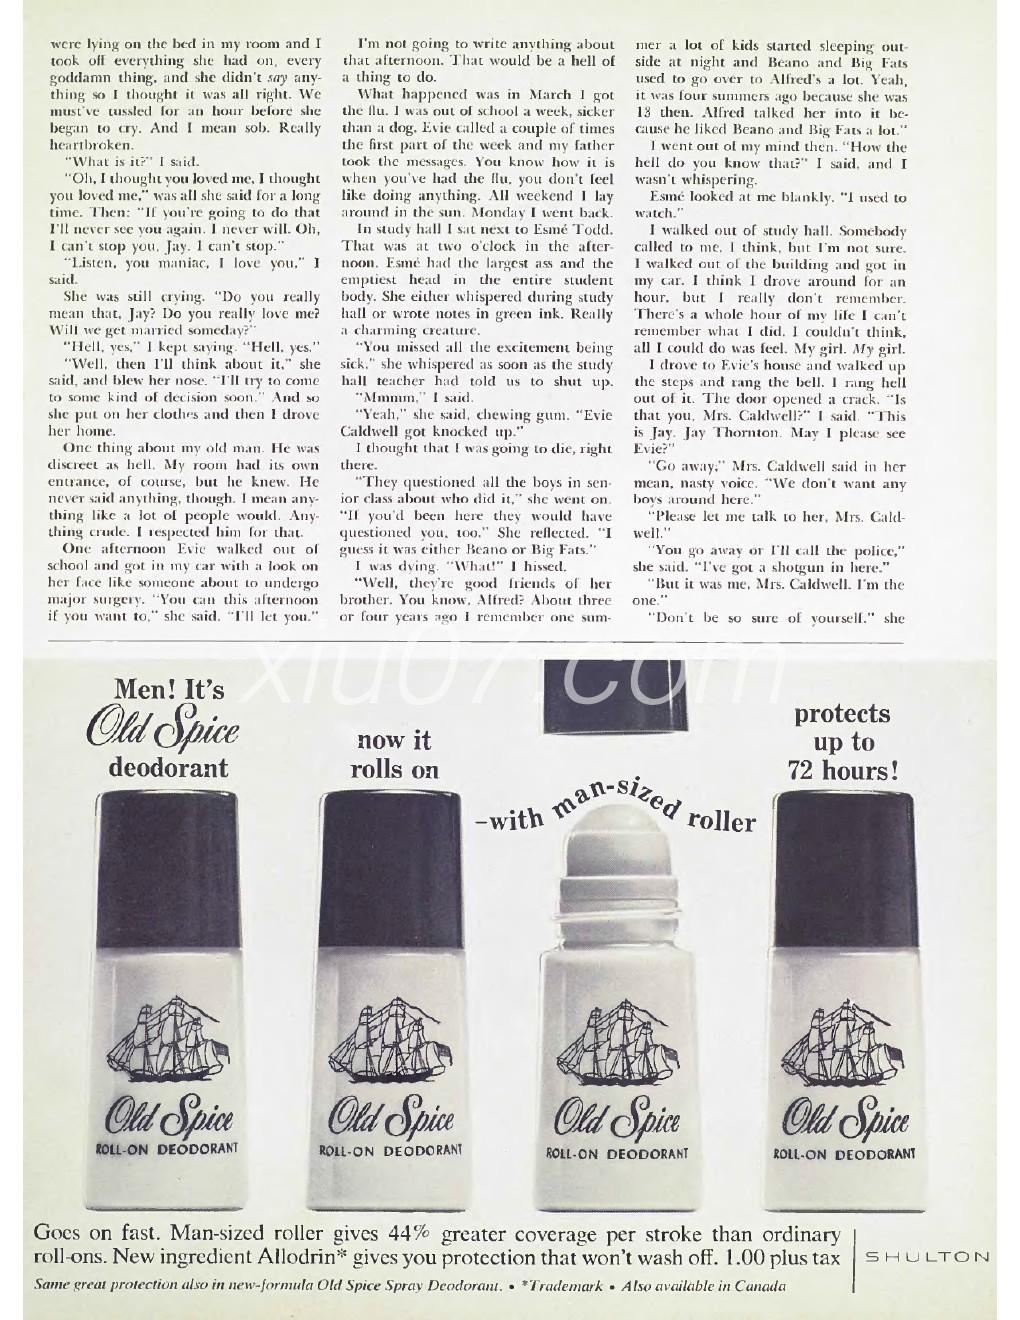 were lying on the bed in my room and I
took off everything she had on, every
goddamn thing, and she didn't say any-
thing so I thought it was all right. We
must've tussled for an hour before she
began to cry. And I mean sob. Really
heartbroken.
"What is it?" I said.
"Oh, I thought you loved me, I thought
you loved me," was all she said for a long
time. Then: "If you're going to do that
I'll never see you again. I never will. Oh,
I can't stop you, Jay. I can't stop."
"Listen, you maniac, I love you," I
said.
She was still crying. "Do you really
mean that, Jay? Do you really love me?
Will we get married someday?"
"Hell, yes," I kept saying. "Hell, yes."
"Well, then I'll think about it," she
said, and blew her nose. "I'll try to come
to some kind of decision soon." And so
she put on her clothes and then I drove
her home.
One thing about my old man. He was
discreet as hell. My room had its own
entrance, of course, but he knew. He
never said anything, though. I mean any-
thing like a lot of people would. Any-
thing crude. I respected him for that.
One afternoon Evie walked out of
school and got in my car with a look on
her face like someone about to undergo
major surgery. "You can this afternoon
if you want to," she said. "I'll let you."
I'm not going to write anything about
that afternoon. That would be a hell of
a thing to do.
What happened was in March I got
the flu. I was out of school a week, sicker
than a dog. Evie called a couple of times
the first part of the week and my father
took the messages. You know how it is
when you've had the flu, you don't feel
like doing anything. All weekend I lay
around in the sun. Monday I went back.
In study hall I sat next to Esmé Todd.
That was at two o'clock in the after-
noon. Esmé had the largest ass and the
emptiest head in the entire student
body. She either whispered during study
hall or wrote notes in green ink. Really
a charming creature.
"You missed all the excitement being
sick," she whispered as soon as the study
hall teacher had told us to shut up.
"Mmmm," I said.
"Yeah," she said, chewing gum. "Evie
Caldwell got knocked up."
I thought that I was going to die, right
there.
"They questioned all the boys in sen-
ior class about who did it," she went on.
"If you'd been here they would have
questioned you, too." She reflected. "I
guess it was either Beano or Big Fats."
I was dying. "What!" I hissed.
"Well, they're good friends of her
brother. You know, Alfred? About three
or four years ago I remember one sum-
mer a lot of kids started sleeping out-
side at night and Beano and Big Fats
used to go over to Alfred's a lot. Yeah,
it was four summers ago because she was
13 then. Alfred talked her into it be-
cause he liked Beano and Big Fats a lot."
I went out of my mind then. "How the
hell do you know that?" I said, and I
wasn't whispering.
Esmé looked at me blankly. "I used to
watch."
I walked out of study hall. Somebody
called to me, I think, but I'm not sure.
I walked out of the building and got in
my car. I think I drove around for an
hour, but I really don't remember.
There's a whole hour of my life I can't
remember what I did. I couldn't think,
all I could do was feel. My girl. My girl.
I drove to Evie's house and walked up
the steps and rang the bell. I rang hell
out of it. The door opened a crack. "Is
that you, Mrs. Caldwell?" I said. "This
is Jay. Jay Thornton. May I please see
Evie?"
"Go away," Mrs. Caldwell said in her
mean, nasty voice. "We don't want any
boys around here."
"Please let me talk to her, Mrs. Cald-
well."
"You go away or I'll call the police,"
she said. "I've got a shotgun in here."
"But it was me, Mrs. Caldwell. I'm the
one."
"Don't be so sure of yourself," she
xiu07.com
Men! It's
Old Spice
deodorant
now it
rolls on
-with man-sized roller
protects
up to
72 hours!
Old Spice
ROLL-ON DEODORANT
Old Spice
ROLL-ON DEODORANT
Old Spice
ROLL-ON DEODORANT
Old Spice
ROLL-ON DEODORANT
Goes on fast. Man-sized roller gives 44% greater coverage per stroke than ordinary
roll-ons. New ingredient Allodrin* gives you protection that won't wash off. 1.00 plus tax
SHULTON
Same great protection also in new-formula Old Spice Spray Deodorant. • *Trademark • Also available in Canada